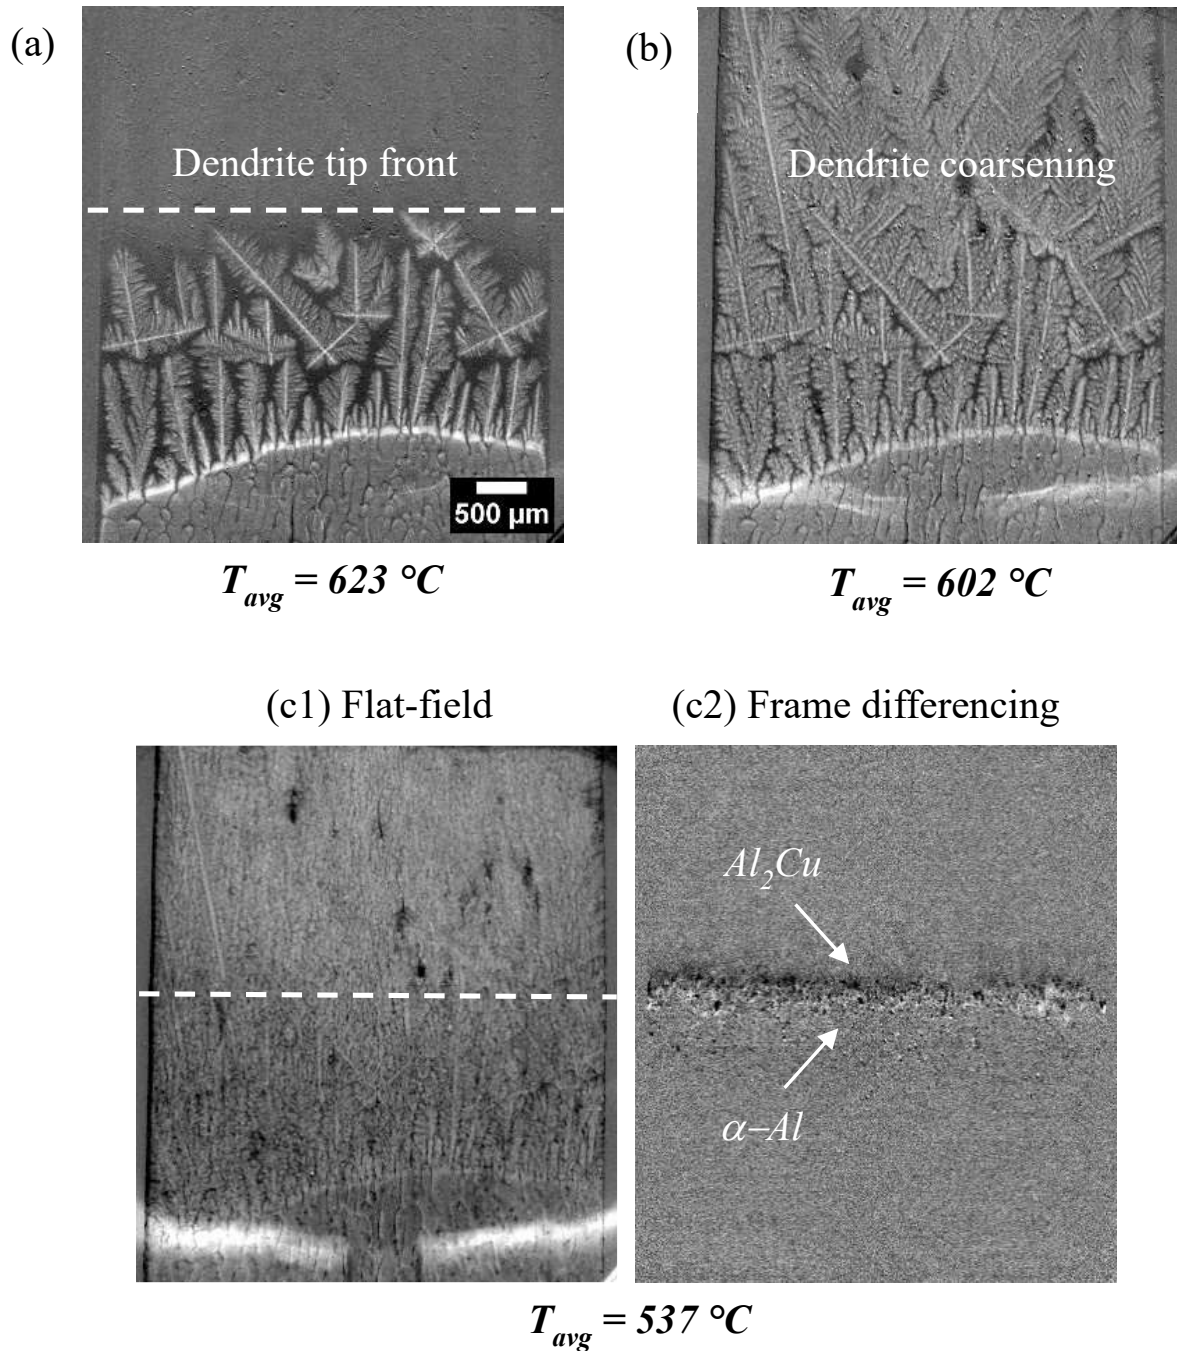 (a)
(b)
Dendrite tip front
Dendrite coarsening
500 µm
T_avg = 623 °C
T_avg = 602 °C
(c1) Flat-field
(c2) Frame differencing
Al₂Cu
α–Al
T_avg = 537 °C